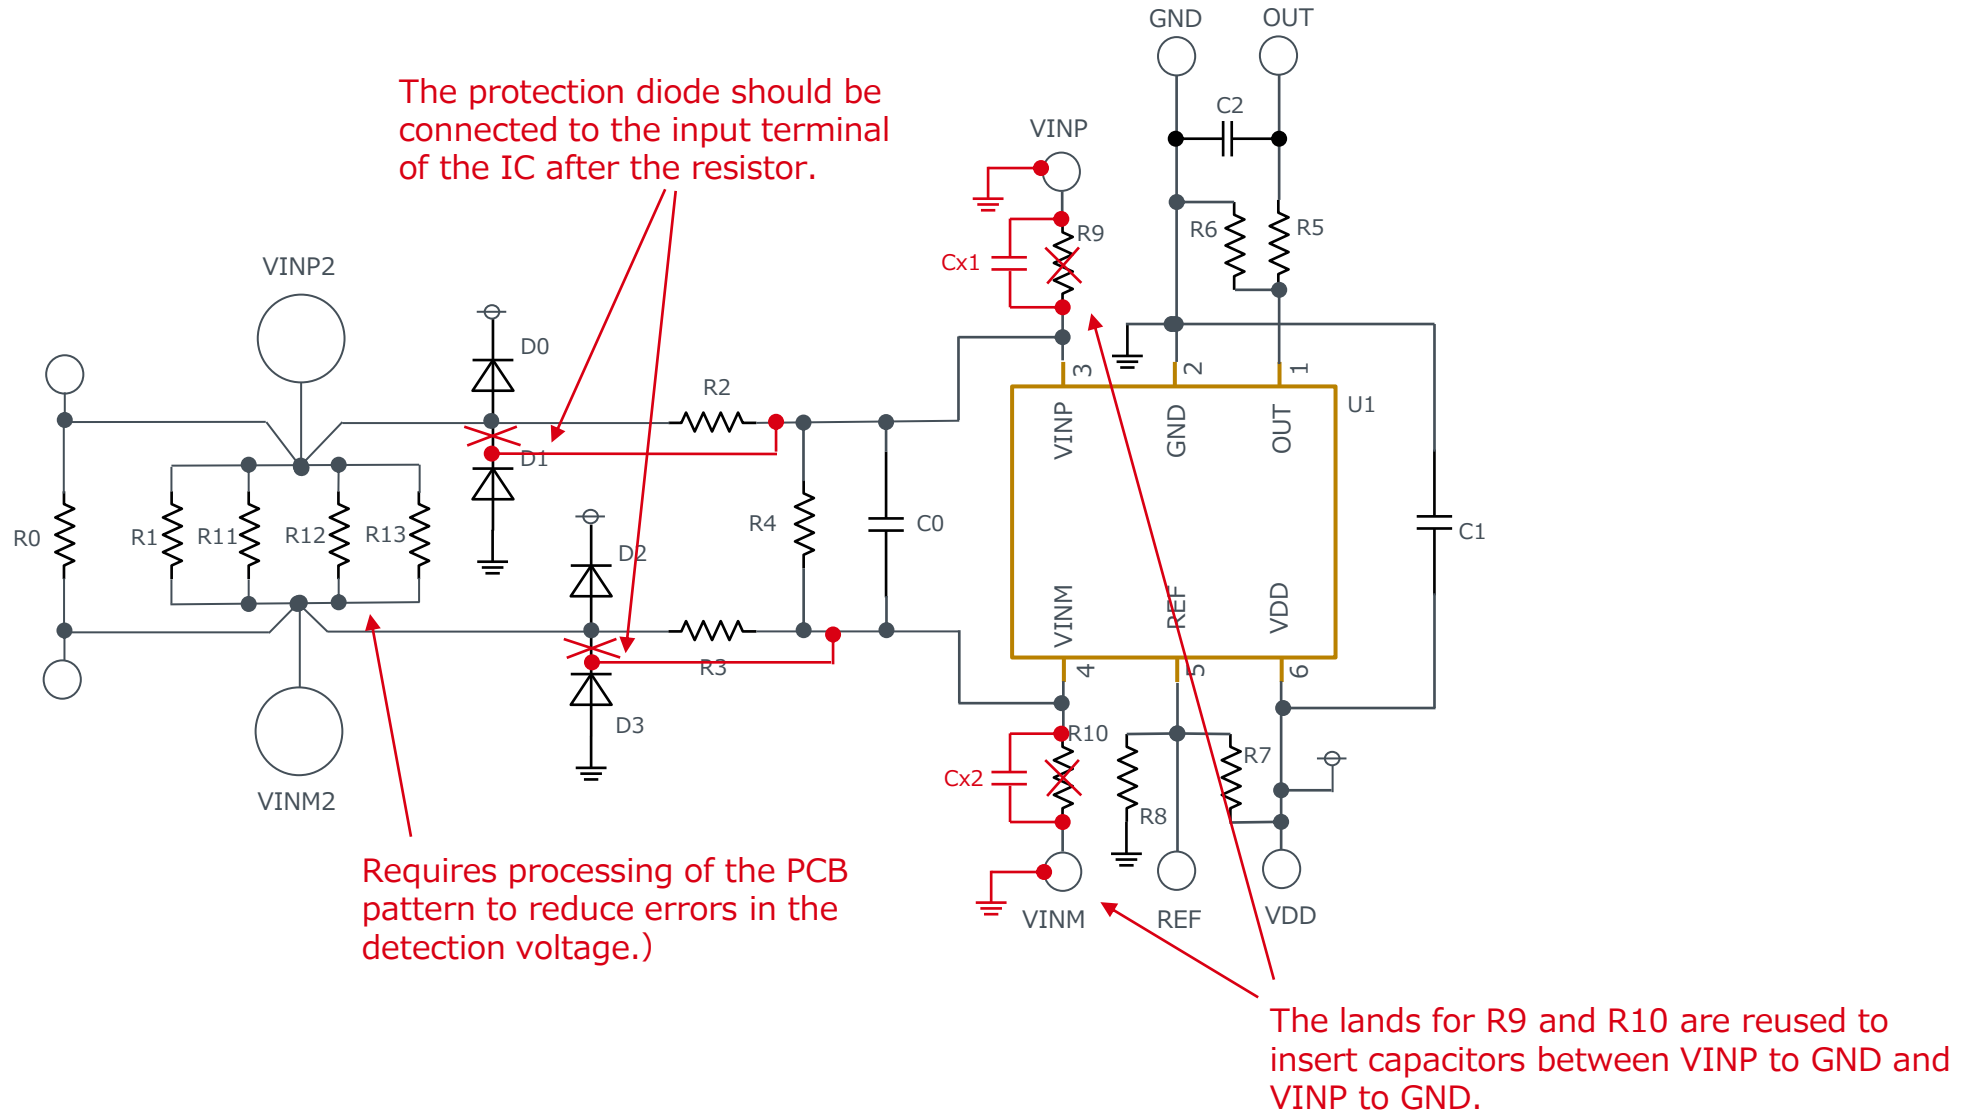 GND
OUT
The protection diode should be
connected to the input terminal
of the IC after the resistor.
C2
VINP
R9
R6
R5
Cx1
VINP2
D0
R2
3
2
1
U1
VINP
GND
OUT
D1
R0
R1
R11
R12
R13
R4
C0
C1
D2
VINM
REF
VDD
R3
4
5
6
D3
R10
R7
Cx2
VINM2
R8
Requires processing of the PCB
pattern to reduce errors in the
detection voltage.)
VINM
REF
VDD
The lands for R9 and R10 are reused to
insert capacitors between VINP to GND and
VINP to GND.